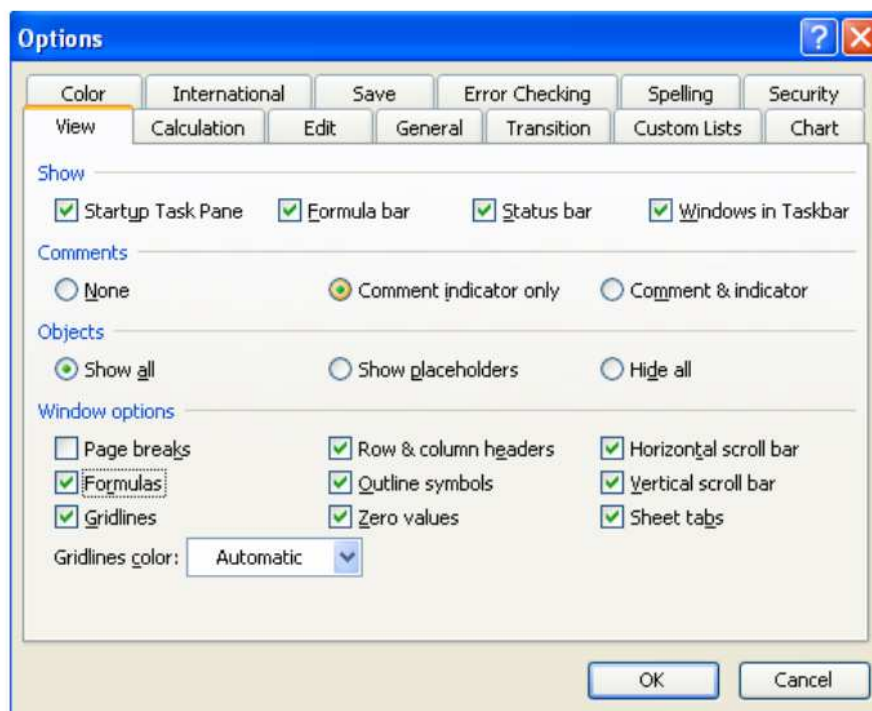 Options
Color International Save Error Checking Spelling Security
View Calculation Edit General Transition Custom Lists Chart
Show
Startup Task Pane Formula bar Status bar Windows in Taskbar
Comments
None Comment indicator only Comment & indicator
Objects
Show all Show placeholders Hide all
Window options
Page breaks Row & column headers Horizontal scroll bar
Formulas Outline symbols Vertical scroll bar
Gridlines Zero values Sheet tabs
Gridlines color: Automatic
OK Cancel